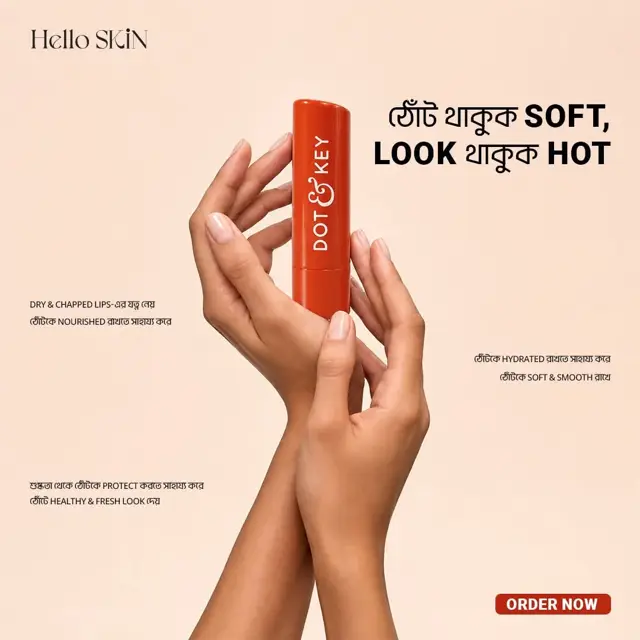 Hello SKiN
ঠোঁট থাকুক SOFT,
LOOK থাকুক HOT
DOT & KEY
DRY & CHAPPED LIPS-এর যত্ন নেয়
ঠোঁটকে NOURISHED রাখতে সাহায্য করে
ঠোঁটকে HYDRATED রাখতে সাহায্য করে
ঠোঁটকে SOFT & SMOOTH রাখে
শুষ্কতা থেকে ঠোঁটকে PROTECT করতে সাহায্য করে
ঠোঁটে HEALTHY & FRESH LOOK দেয়
ORDER NOW